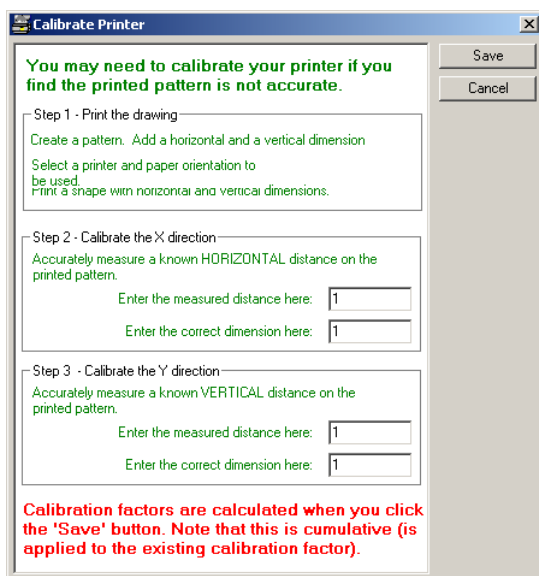 Calibrate Printer
Save
Cancel
You may need to calibrate your printer if you
find the printed pattern is not accurate.
Step 1 - Print the drawing
Create a pattern. Add a horizontal and a vertical dimension
Select a printer and paper orientation to
be used.
Print a shape with horizontal and vertical dimensions.
Step 2 - Calibrate the X direction
Accurately measure a known HORIZONTAL distance on the
printed pattern.
Enter the measured distance here: 1
Enter the correct dimension here: 1
Step 3 - Calibrate the Y direction
Accurately measure a known VERTICAL distance on the
printed pattern.
Enter the measured distance here: 1
Enter the correct dimension here: 1
Calibration factors are calculated when you click
the 'Save' button. Note that this is cumulative (is
applied to the existing calibration factor).